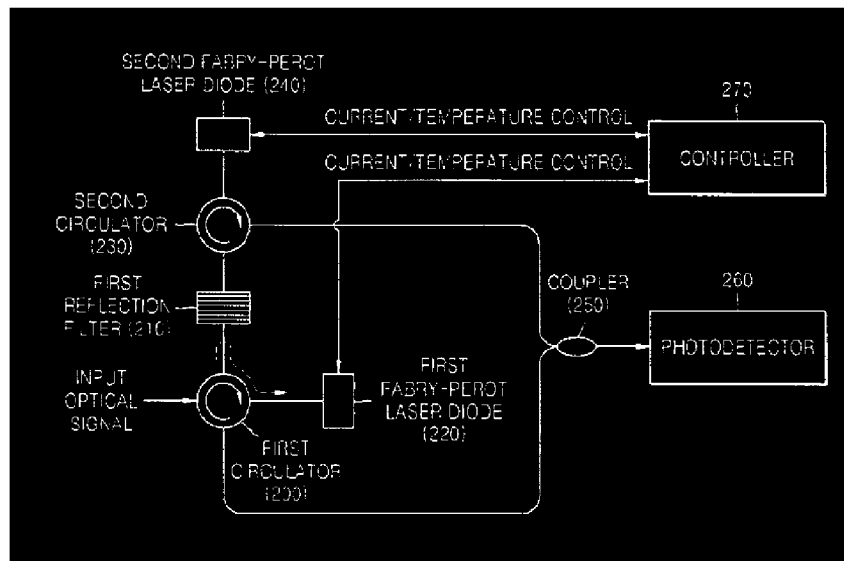 SECOND FABRY-PEROT
LASER DIODE (240)
270
CURRENT/TEMPERATURE CONTROL
CURRENT/TEMPERATURE CONTROL
CONTROLLER
SECOND
CIRCULATOR
(230)
FIRST
REFLECTION
FILTER (210)
COUPLER
(250)
260
PHOTODETECTOR
INPUT
OPTICAL
SIGNAL
FIRST
FABRY-PEROT
LASER DIODE
(220)
FIRST
CIRCULATOR
(200)